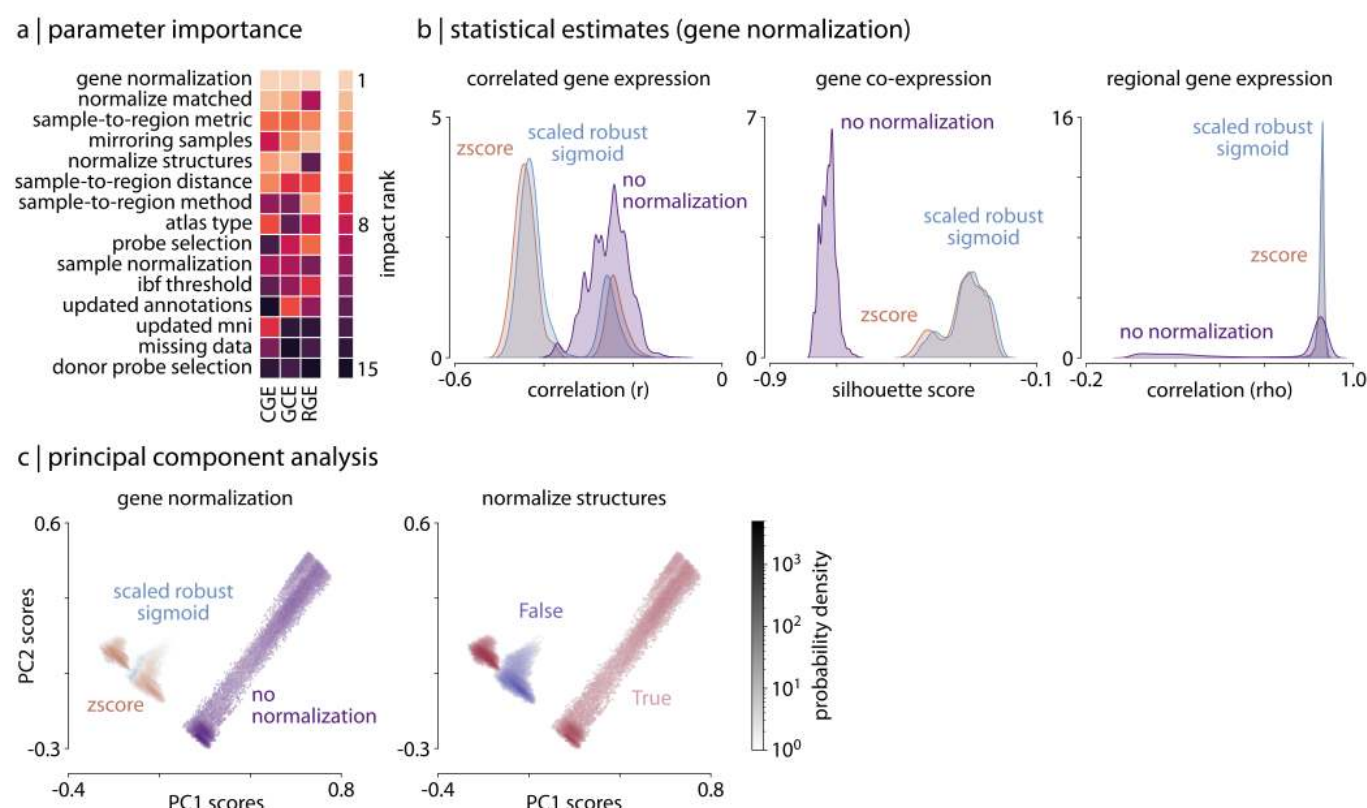 a | parameter importance
gene normalization
normalize matched
sample-to-region metric
mirroring samples
normalize structures
sample-to-region distance
sample-to-region method
atlas type
probe selection
sample normalization
ibf threshold
updated annotations
updated mni
missing data
donor probe selection
CGE
GCE
RGE
1
8
15
impact rank
b | statistical estimates (gene normalization)
correlated gene expression
5
0
zscore
scaled robust
sigmoid
no
normalization
-0.6
0
correlation (r)
gene co-expression
7
0
no normalization
scaled robust
sigmoid
zscore
-0.9
-0.1
silhouette score
regional gene expression
16
0
scaled robust
sigmoid
zscore
no normalization
-0.2
1.0
correlation (rho)
c | principal component analysis
gene normalization
0.6
-0.3
PC2 scores
scaled robust
sigmoid
zscore
no
normalization
-0.4
0.8
PC1 scores
normalize structures
0.6
-0.3
False
True
-0.4
0.8
PC1 scores
10³
10²
10¹
10⁰
probability density